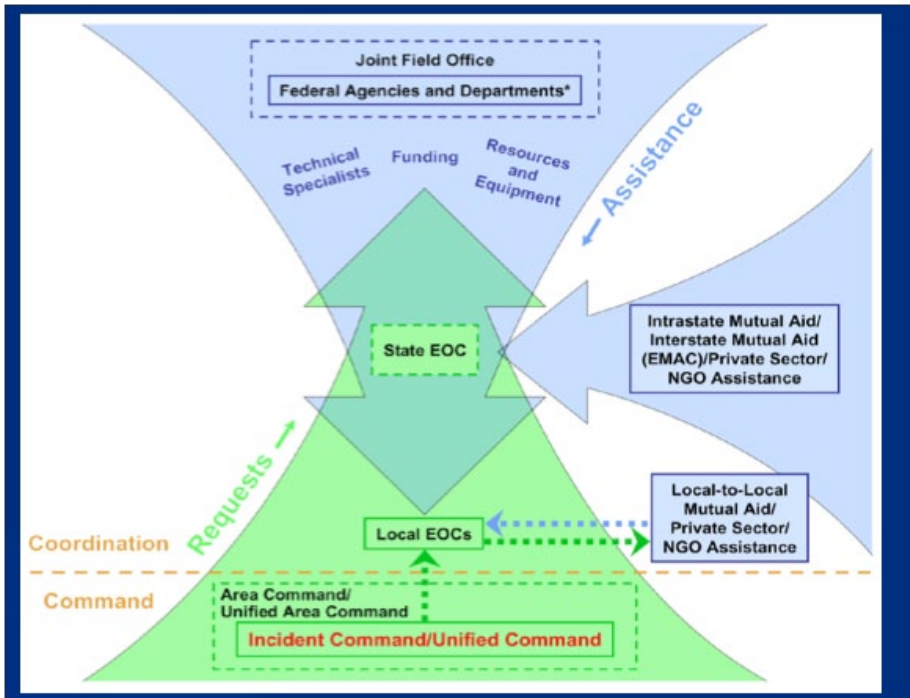 Joint Field Office
Federal Agencies and Departments*
Technical
Specialists
Funding
Resources
and
Equipment
← Assistance
State EOC
Intrastate Mutual Aid/
Interstate Mutual Aid
(EMAC)/Private Sector/
NGO Assistance
Requests →
Local-to-Local
Mutual Aid/
Private Sector/
NGO Assistance
Local EOCs
Coordination
Command
Area Command/
Unified Area Command
Incident Command/Unified Command